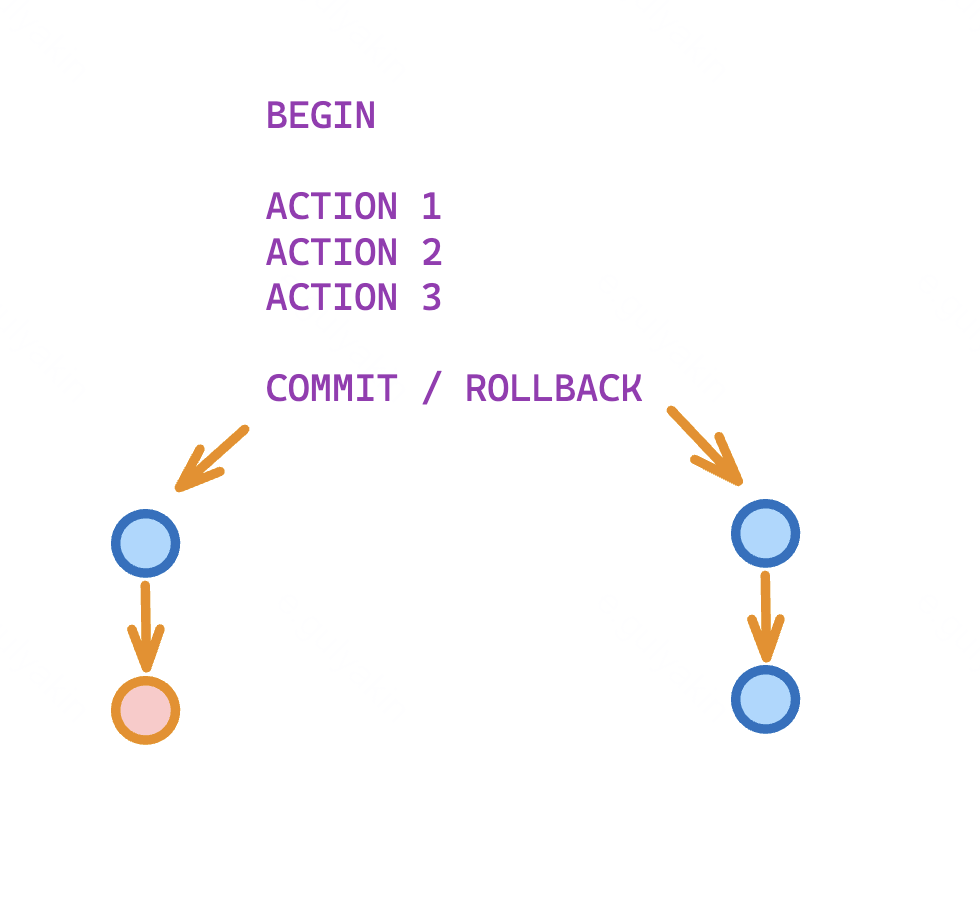 BEGIN
ACTION 1
ACTION 2
ACTION 3
COMMIT / ROLLBACK